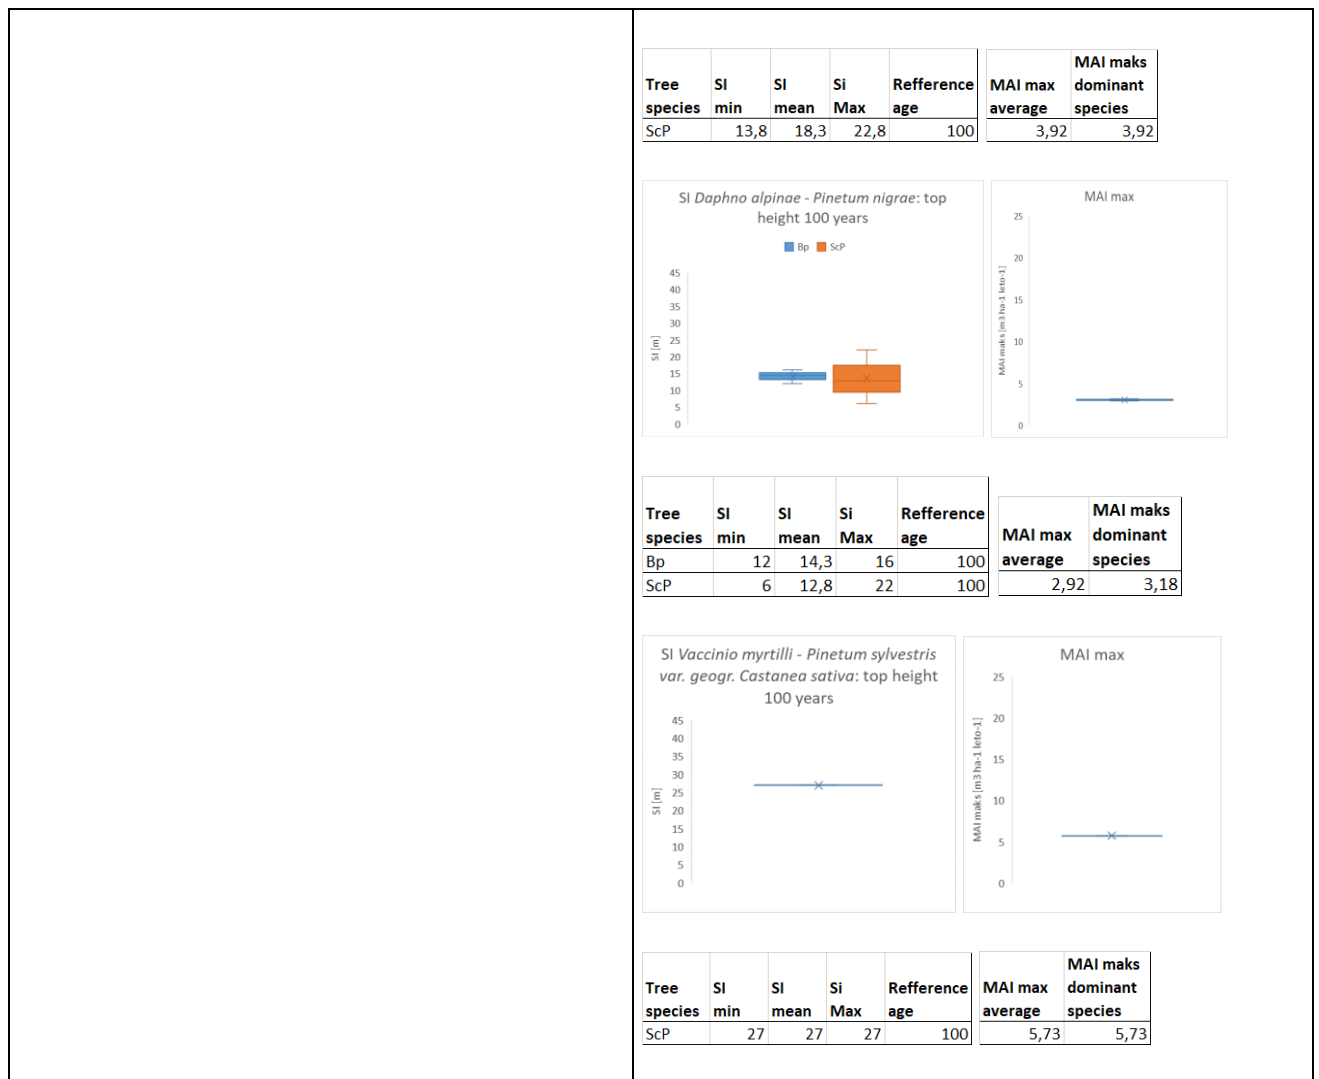 Tree species SI min SI mean Si Max Refference age MAI max average MAI maks dominant species
ScP 13,8 18,3 22,8 100 3,92 3,92
SI Daphno alpinae - Pinetum nigrae: top
height 100 years
Bp ScP
45
40
35
30
25
20
15
10
5
0
SI [m]
MAI max
25
20
15
10
5
0
MAI maks [m3 ha-1 leto-1]
Tree species SI min SI mean Si Max Refference age MAI max average MAI maks dominant species
Bp 12 14,3 16 100 2,92 3,18
ScP 6 12,8 22 100
SI Vaccinio myrtilli - Pinetum sylvestris
var. geogr. Castanea sativa: top height
100 years
45
40
35
30
25
20
15
10
5
0
SI [m]
MAI max
25
20
15
10
5
0
MAI maks [m3 ha-1 leto-1]
Tree species SI min SI mean Si Max Refference age MAI max average MAI maks dominant species
ScP 27 27 27 100 5,73 5,73